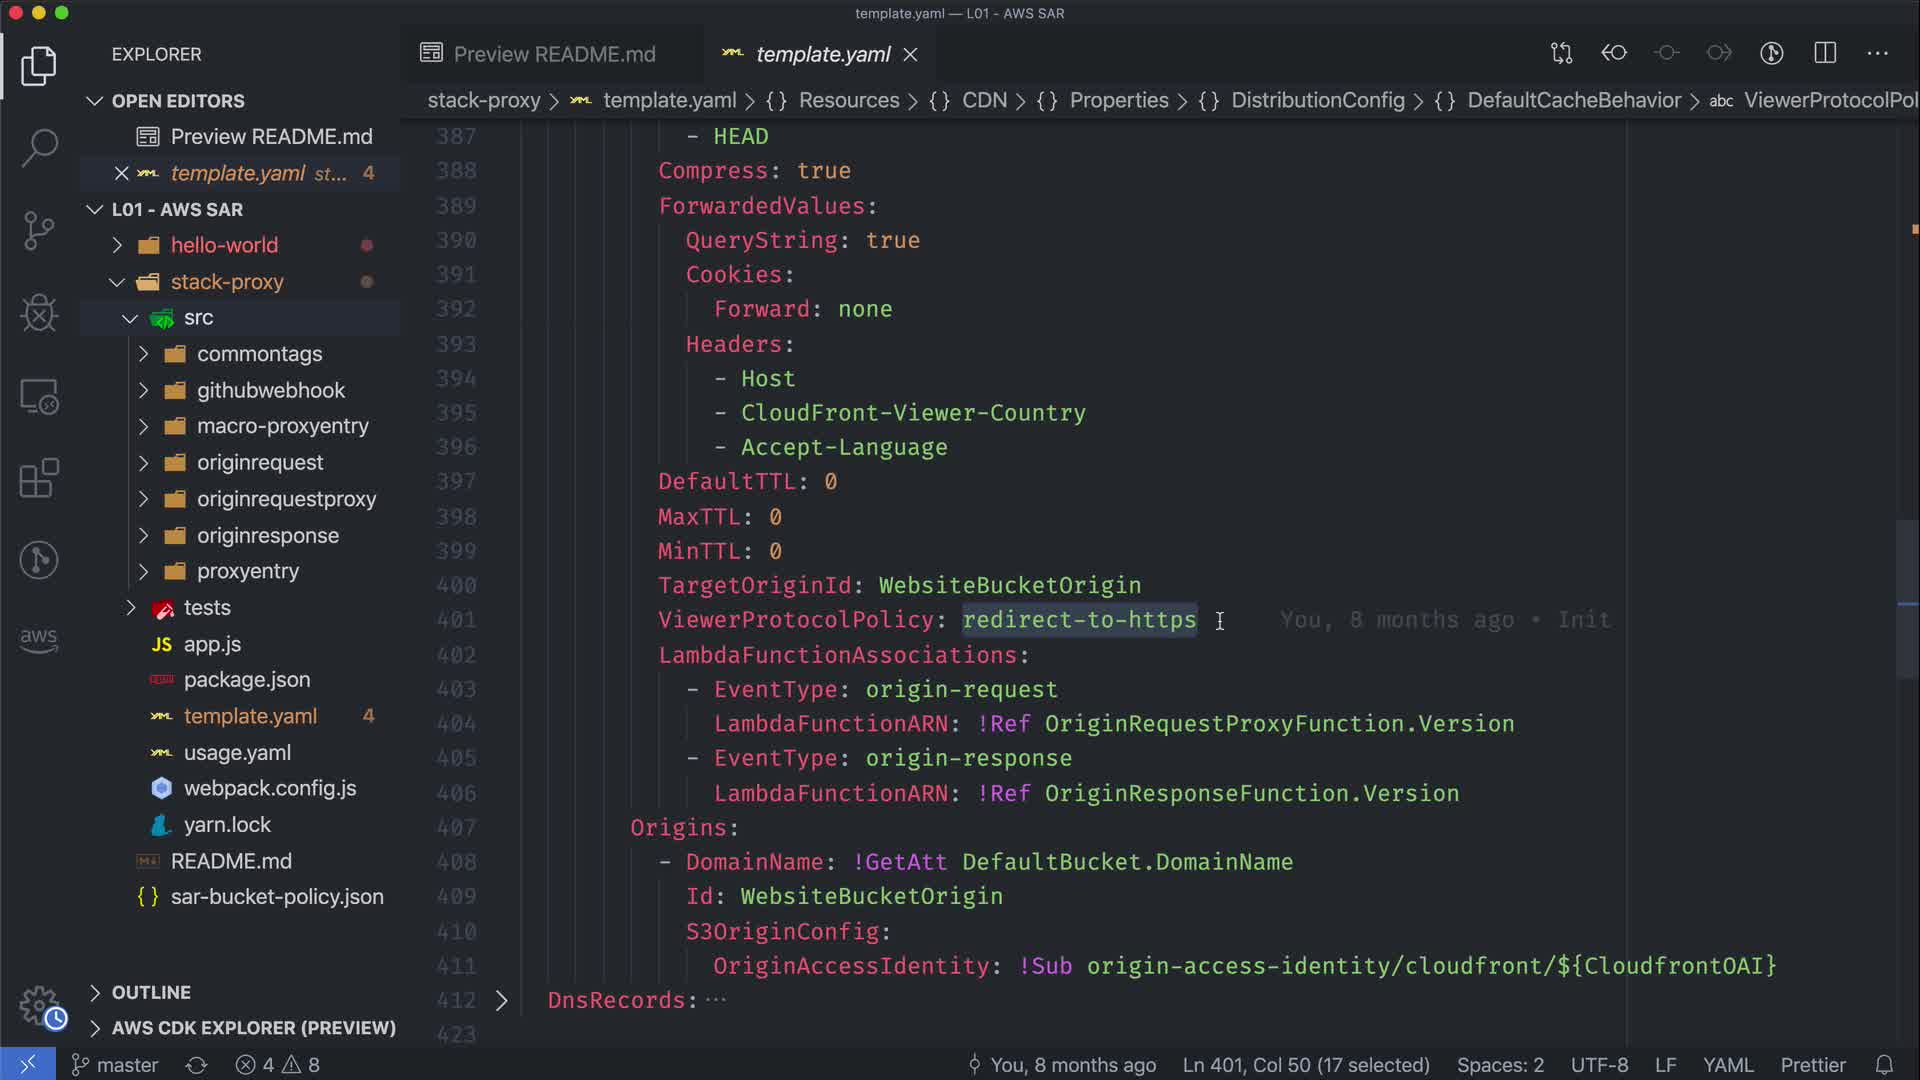 template.yaml — L01 - AWS SAR
EXPLORER
Preview README.md
template.yaml
OPEN EDITORS
Preview README.md
template.yaml st... 4
L01 - AWS SAR
hello-world
stack-proxy
src
commontags
githubwebhook
macro-proxyentry
originrequest
originrequestproxy
originresponse
proxyentry
tests
JS app.js
package.json
template.yaml 4
usage.yaml
webpack.config.js
yarn.lock
README.md
{ } sar-bucket-policy.json
OUTLINE
AWS CDK EXPLORER (PREVIEW)
aws
stack-proxy > template.yaml > {} Resources > {} CDN > {} Properties > {} DistributionConfig > {} DefaultCacheBehavior > abc ViewerProtocolPol
387 - HEAD
388 Compress: true
389 ForwardedValues:
390 QueryString: true
391 Cookies:
392 Forward: none
393 Headers:
394 - Host
395 - CloudFront-Viewer-Country
396 - Accept-Language
397 DefaultTTL: 0
398 MaxTTL: 0
399 MinTTL: 0
400 TargetOriginId: WebsiteBucketOrigin
401 ViewerProtocolPolicy: redirect-to-https You, 8 months ago • Init
402 LambdaFunctionAssociations:
403 - EventType: origin-request
404 LambdaFunctionARN: !Ref OriginRequestProxyFunction.Version
405 - EventType: origin-response
406 LambdaFunctionARN: !Ref OriginResponseFunction.Version
407 Origins:
408 - DomainName: !GetAtt DefaultBucket.DomainName
409 Id: WebsiteBucketOrigin
410 S3OriginConfig:
411 OriginAccessIdentity: !Sub origin-access-identity/cloudfront/${CloudfrontOAI}
412 DnsRecords: ...
423
master 4 8 You, 8 months ago Ln 401, Col 50 (17 selected) Spaces: 2 UTF-8 LF YAML Prettier